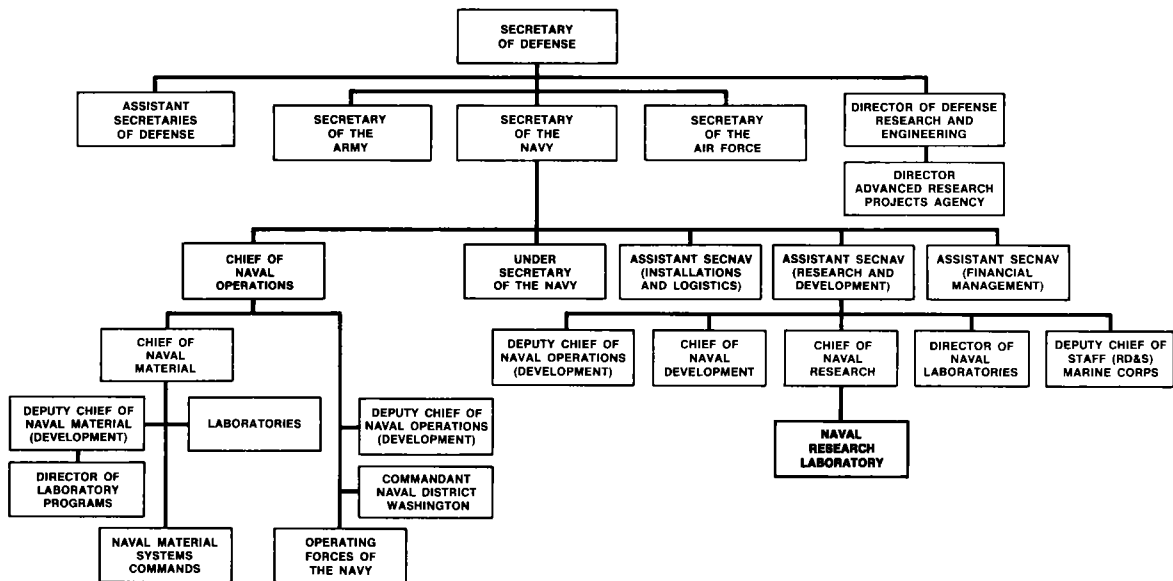 SECRETARY
OF DEFENSE
ASSISTANT
SECRETARIES
OF DEFENSE
SECRETARY
OF THE
ARMY
SECRETARY
OF THE
NAVY
SECRETARY
OF THE
AIR FORCE
DIRECTOR OF DEFENSE
RESEARCH AND
ENGINEERING
DIRECTOR
ADVANCED RESEARCH
PROJECTS AGENCY
CHIEF OF
NAVAL
OPERATIONS
UNDER
SECRETARY
OF THE NAVY
ASSISTANT SECNAV
(INSTALLATIONS
AND LOGISTICS)
ASSISTANT SECNAV
(RESEARCH AND
DEVELOPMENT)
ASSISTANT SECNAV
(FINANCIAL
MANAGEMENT)
CHIEF OF
NAVAL
MATERIAL
DEPUTY CHIEF OF
NAVAL OPERATIONS
(DEVELOPMENT)
CHIEF OF
NAVAL
DEVELOPMENT
CHIEF OF
NAVAL
RESEARCH
DIRECTOR OF
NAVAL
LABORATORIES
DEPUTY CHIEF OF
STAFF (RD&S)
MARINE CORPS
DEPUTY CHIEF OF
NAVAL MATERIAL
(DEVELOPMENT)
LABORATORIES
DEPUTY CHIEF OF
NAVAL OPERATIONS
(DEVELOPMENT)
NAVAL
RESEARCH
LABORATORY
DIRECTOR OF
LABORATORY
PROGRAMS
COMMANDANT
NAVAL DISTRICT
WASHINGTON
NAVAL MATERIAL
SYSTEMS
COMMANDS
OPERATING
FORCES OF
THE NAVY